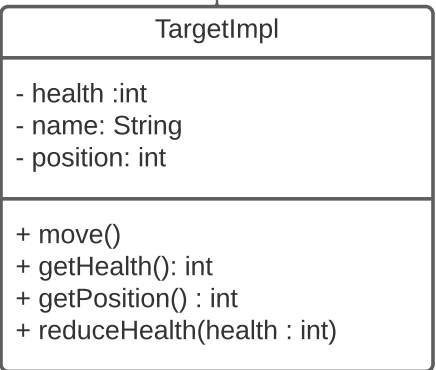 TargetImpl
- health :int
- name: String
- position: int
+ move()
+ getHealth(): int
+ getPosition() : int
+ reduceHealth(health : int)